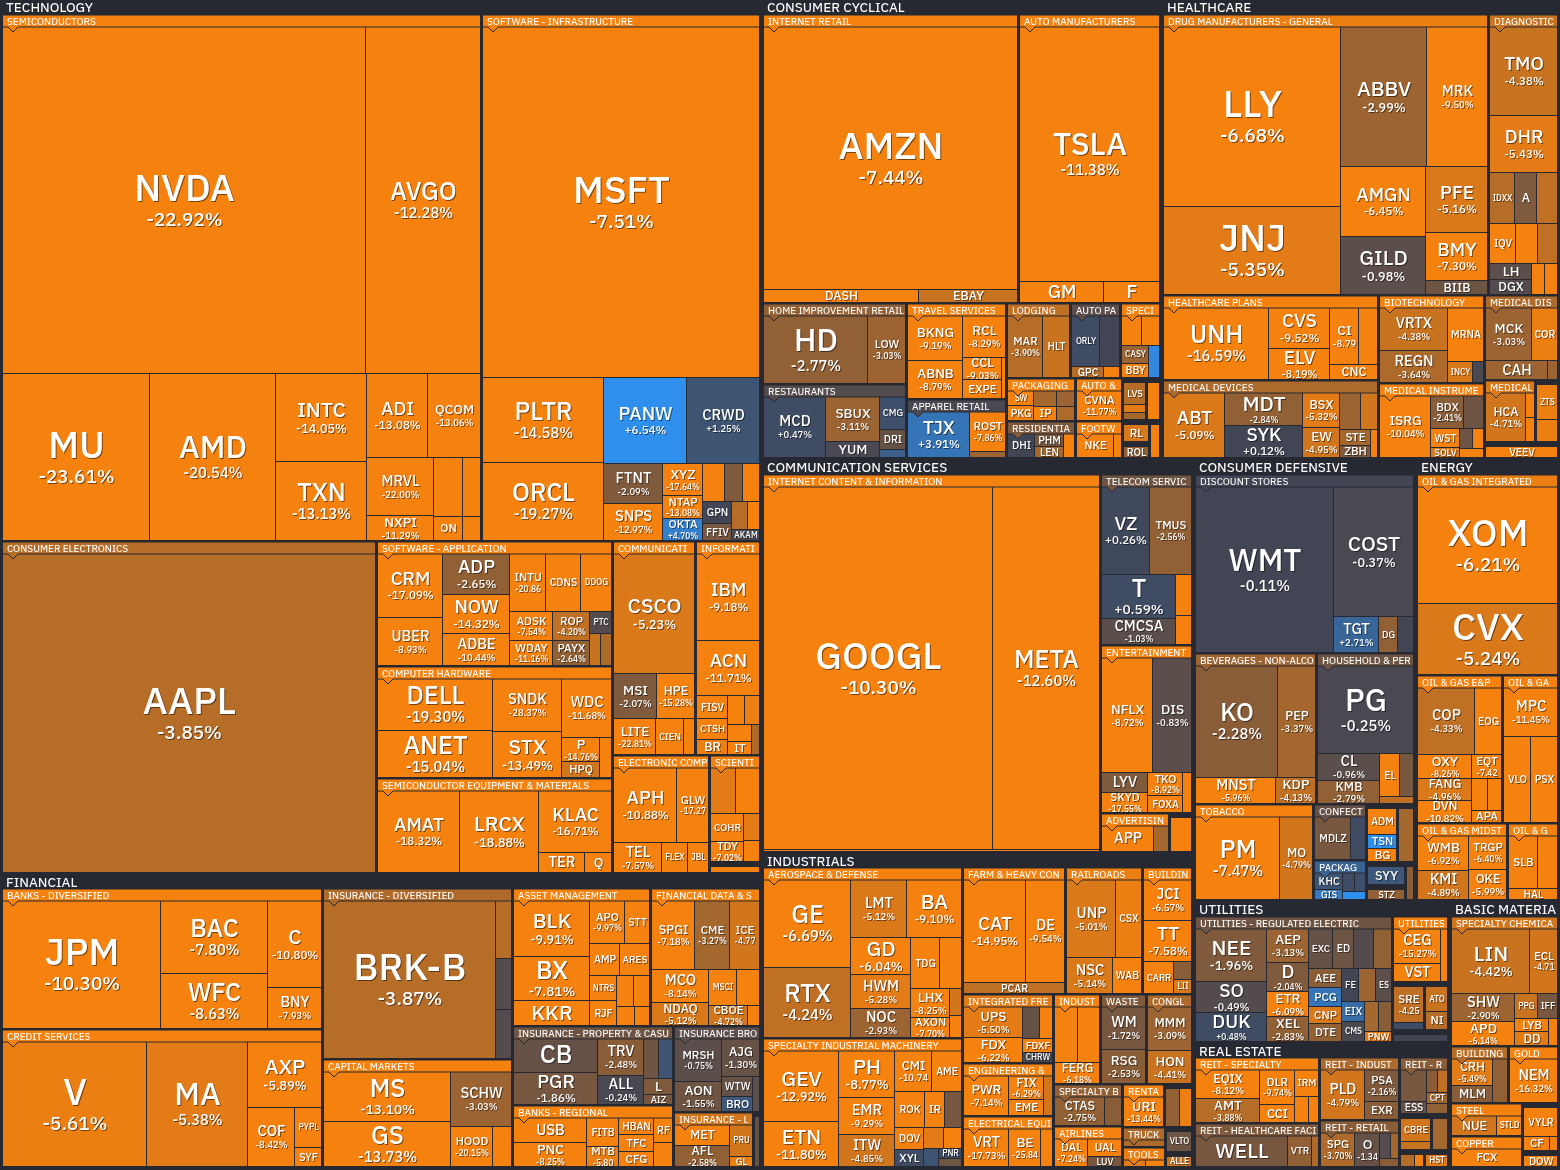 TECHNOLOGY
SEMICONDUCTORS
NVDA
-22.92%
AVGO
-12.28%
MU
-23.61%
AMD
-20.54%
INTC
-14.05%
TXN
-13.13%
ADI
-13.08%
QCOM
-13.06%
MRVL
-22.00%
NXPI
-11.29%
ON
SOFTWARE - INFRASTRUCTURE
MSFT
-7.51%
PLTR
-14.58%
ORCL
-19.27%
PANW
+6.54%
CRWD
+1.25%
FTNT
-2.09%
SNPS
-12.97%
XYZ
-17.64%
NTAP
-13.08%
OKTA
+4.70%
GPN
FFIV
AKAM
CONSUMER ELECTRONICS
AAPL
-3.85%
SOFTWARE - APPLICATION
CRM
-17.09%
UBER
-8.93%
ADP
-2.65%
NOW
-14.32%
ADBE
-10.44%
INTU
-20.86
CDNS
DDOG
ADSK
-7.54%
WDAY
-11.16%
ROP
-4.20%
PAYX
-2.64%
PTC
COMPUTER HARDWARE
DELL
-19.30%
ANET
-15.04%
SNDK
-28.37%
STX
-13.49%
WDC
-11.68%
P
-14.76%
HPQ
SEMICONDUCTOR EQUIPMENT & MATERIALS
AMAT
-18.32%
LRCX
-18.88%
KLAC
-16.71%
TER
Q
COMMUNICATI
CSCO
-5.23%
MSI
-2.07%
HPE
-15.28%
LITE
-22.81%
CIEN
INFORMATI
IBM
-9.18%
ACN
-11.71%
FISV
CTSH
BR
IT
ELECTRONIC COMP
APH
-10.88%
GLW
-17.27
TEL
-7.57%
FLEX
JBL
SCIENTI
COHR
TDY
-7.02%
CONSUMER CYCLICAL
INTERNET RETAIL
AMZN
-7.44%
DASH
EBAY
AUTO MANUFACTURERS
TSLA
-11.38%
GM
F
HOME IMPROVEMENT RETAIL
HD
-2.77%
LOW
-3.03%
TRAVEL SERVICES
BKNG
-9.19%
ABNB
-8.79%
RCL
-8.29%
CCL
-9.03%
EXPE
LODGING
MAR
-3.90%
HLT
AUTO PA
ORLY
GPC
SPECI
CASY
BBY
RESTAURANTS
MCD
+0.47%
SBUX
-3.11%
YUM
CMG
DRI
APPAREL RETAIL
TJX
+3.91%
ROST
-7.86%
PACKAGING
SW
PKG
IP
AUTO &
CVNA
-11.77%
LVS
RESIDENTIA
DHI
PHM
LEN
FOOTW
NKE
RL
ROL
HEALTHCARE
DRUG MANUFACTURERS - GENERAL
LLY
-6.68%
JNJ
-5.35%
ABBV
-2.99%
MRK
-9.50%
AMGN
-6.45%
PFE
-5.16%
GILD
-0.98%
BMY
-7.30%
BIIB
DIAGNOSTIC
TMO
-4.38%
DHR
-5.43%
IDXX
A
IQV
LH
DGX
HEALTHCARE PLANS
UNH
-16.59%
CVS
-9.52%
ELV
-8.19%
CI
-8.79
CNC
BIOTECHNOLOGY
VRTX
-4.38%
REGN
-3.64%
MRNA
INCY
MEDICAL DIS
MCK
-3.03%
COR
CAH
MEDICAL DEVICES
ABT
-5.09%
MDT
-2.84%
SYK
+0.12%
BSX
-5.32%
EW
-4.95%
STE
ZBH
MEDICAL INSTRUME
ISRG
-10.04%
BDX
-2.41%
WST
SOLV
MEDICAL
HCA
-4.71%
ZTS
VEEV
COMMUNICATION SERVICES
INTERNET CONTENT & INFORMATION
GOOGL
-10.30%
META
-12.60%
TELECOM SERVIC
VZ
+0.26%
TMUS
-2.56%
T
+0.59%
CMCSA
-1.03%
ENTERTAINMENT
NFLX
-8.72%
DIS
-0.83%
LYV
TKO
-8.92%
SKYD
-17.55%
FOXA
ADVERTISIN
APP
CONSUMER DEFENSIVE
DISCOUNT STORES
WMT
-0.11%
COST
-0.37%
TGT
+2.71%
DG
BEVERAGES - NON-ALCO
KO
-2.28%
PEP
-3.37%
MNST
-5.96%
KDP
-4.13%
HOUSEHOLD & PER
PG
-0.25%
CL
-0.96%
KMB
-2.79%
EL
TOBACCO
PM
-7.47%
MO
-4.79%
CONFECT
MDLZ
ADM
TSN
BG
PACKAG
KHC
GIS
SYY
STZ
ENERGY
OIL & GAS INTEGRATED
XOM
-6.21%
CVX
-5.24%
OIL & GAS E&P
COP
-4.33%
EOG
OXY
-8.26%
EQT
-7.42
FANG
-4.96%
DVN
-10.82%
APA
OIL & GA
MPC
-11.45%
VLO
PSX
OIL & GAS MIDST
WMB
-6.92%
TRGP
-6.40%
KMI
-4.89%
OKE
-5.99%
OIL & G
SLB
HAL
FINANCIAL
BANKS - DIVERSIFIED
JPM
-10.30%
BAC
-7.80%
WFC
-8.63%
C
-10.80%
BNY
-7.93%
CREDIT SERVICES
V
-5.61%
MA
-5.38%
AXP
-5.89%
COF
-8.42%
PYPL
SYF
INSURANCE - DIVERSIFIED
BRK-B
-3.87%
CAPITAL MARKETS
MS
-13.10%
GS
-13.73%
SCHW
-3.03%
HOOD
-20.15%
ASSET MANAGEMENT
BLK
-9.91%
BX
-7.81%
KKR
APO
-9.97%
STT
AMP
ARES
NTRS
RJF
FINANCIAL DATA & S
SPGI
-7.18%
CME
-3.27%
ICE
-4.77
MCO
-8.14%
MSCI
NDAQ
-5.12%
CBOE
-4.72%
INSURANCE - PROPERTY & CASU
CB
PGR
-1.86%
TRV
-2.48%
ALL
-0.24%
L
AIZ
INSURANCE BRO
MRSH
-0.75%
AJG
-1.30%
AON
-1.55%
WTW
BRO
BANKS - REGIONAL
USB
PNC
-8.25%
FITB
MTB
-5.80
HBAN
TFC
CFG
RF
INSURANCE - L
MET
AFL
-2.58%
PRU
GL
INDUSTRIALS
AEROSPACE & DEFENSE
GE
-6.69%
RTX
-4.24%
LMT
-5.12%
BA
-9.10%
GD
-6.04%
TDG
HWM
-5.28%
NOC
-2.93%
LHX
-8.25%
AXON
-7.70%
FARM & HEAVY CON
CAT
-14.95%
DE
-9.54%
PCAR
RAILROADS
UNP
-5.01%
CSX
NSC
-5.14%
WAB
BUILDIN
JCI
-6.57%
TT
-7.58%
CARR
LII
SPECIALTY INDUSTRIAL MACHINERY
GEV
-12.92%
ETN
-11.80%
PH
-8.77%
EMR
-9.29%
ITW
-4.85%
CMI
-10.74
AME
ROK
IR
DOV
XYL
PNR
INTEGRATED FRE
UPS
-5.50%
FDX
-6.22%
FDXF
CHRW
INDUST
FERG
-6.18%
WASTE
WM
-1.72%
RSG
-2.53%
CONGL
MMM
-3.09%
HON
-4.41%
ENGINEERING &
PWR
-7.14%
FIX
-6.29%
EME
SPECIALTY B
CTAS
-2.75%
RENTA
URI
-13.44%
ELECTRICAL EQUI
VRT
-17.73%
BE
-25.84
AIRLINES
DAL
-7.24%
UAL
LUV
TRUCK
TOOLS
VLTO
ALLE
UTILITIES
UTILITIES - REGULATED ELECTRIC
NEE
-1.96%
SO
-0.49%
DUK
+0.48%
AEP
-3.13%
D
-2.04%
ETR
-6.09%
XEL
-2.83%
EXC
ED
AEE
PCG
CNP
DTE
FE
EIX
CMS
ES
PNW
UTILITIES
CEG
-15.27%
VST
SRE
-4.25
ATO
NI
REAL ESTATE
REIT - SPECIALTY
EQIX
-8.12%
AMT
-3.88%
DLR
-9.74%
CCI
IRM
REIT - INDUST
PLD
-4.79%
PSA
-2.16%
EXR
REIT - R
ESS
CPT
REIT - HEALTHCARE FACI
WELL
VTR
REIT - RETAIL
SPG
-3.70%
O
-1.34
CBRE
HST
BASIC MATERIA
SPECIALTY CHEMICA
LIN
-4.42%
ECL
-4.71
SHW
-2.90%
PPG
IFF
APD
-6.14%
LYB
DD
BUILDING
CRH
-5.49%
MLM
GOLD
NEM
-16.32%
STEEL
NUE
STLD
VYLR
COPPER
FCX
CF
DOW